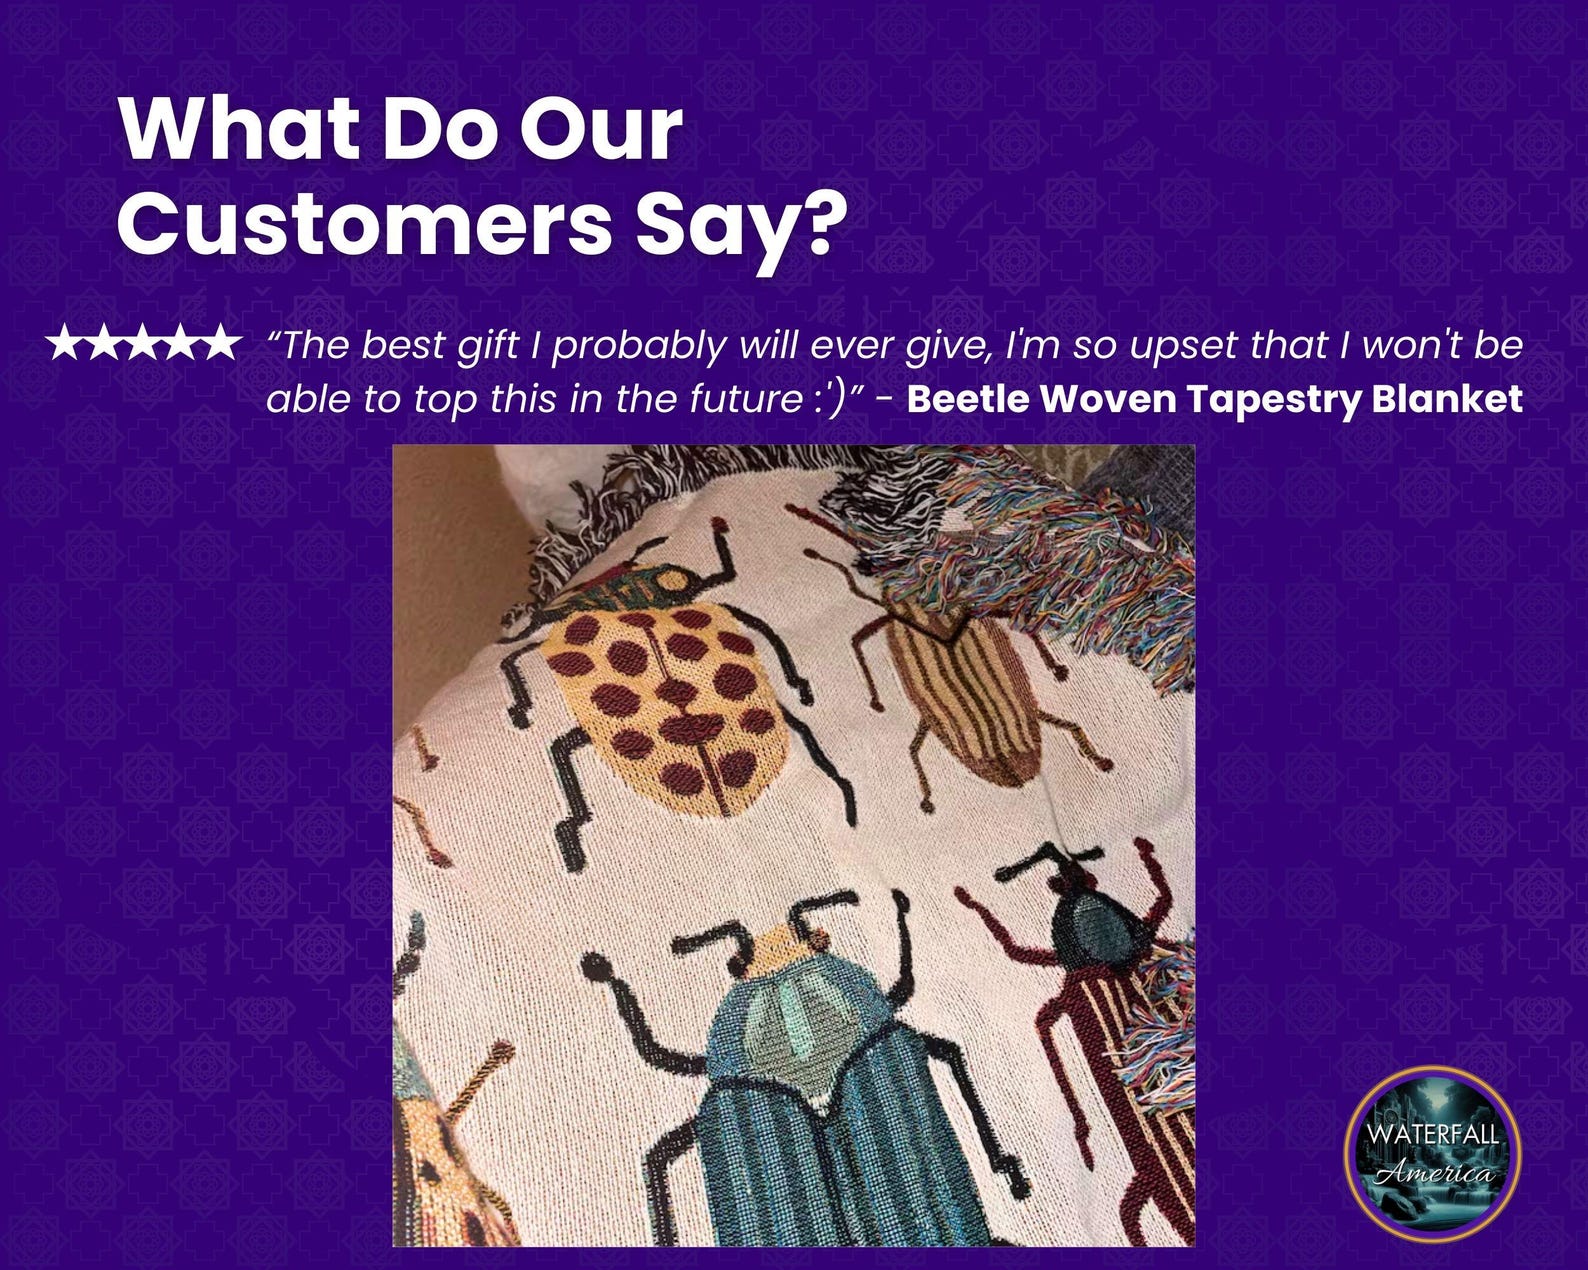 What Do Our
Customers Say?
★★★★★ “The best gift I probably will ever give, I'm so upset that I won't be
able to top this in the future :')” - Beetle Woven Tapestry Blanket
WATERFALL
America